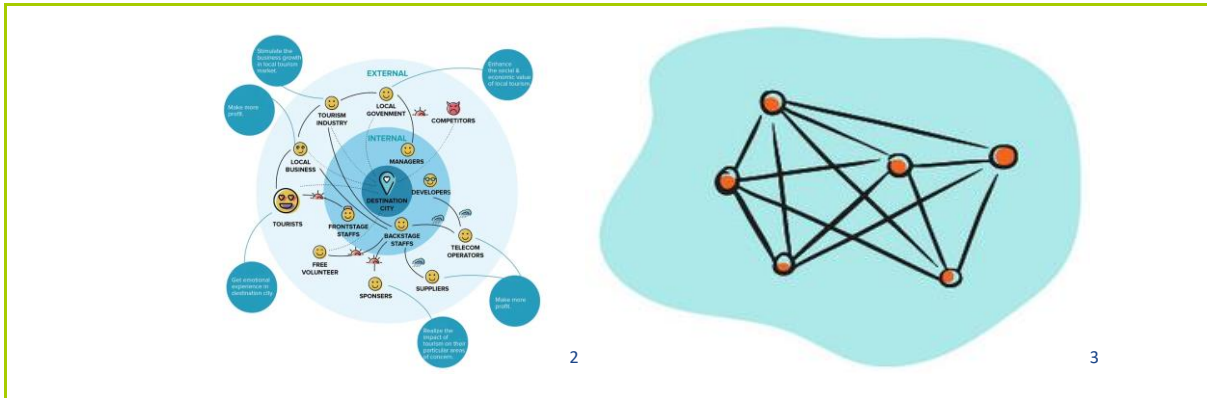 Stimulate the
business growth
in local tourism
market.
Make more
profit.
Enhance
the social &
economic value
of local tourism.
EXTERNAL
LOCAL
GOVENMENT
TOURISM
INDUSTRY
COMPETITORS
INTERNAL
MANAGERS
LOCAL
BUSINESS
DEVELOPERS
DESTINATION
CITY
TOURISTS
FRONTSTAGE
STAFFS
BACKSTAGE
STAFFS
TELECOM
OPERATORS
FREE
VOLUNTEER
SPONSERS
SUPPLIERS
Get emotional
experience in
destination city
Make more
profit.
Realize the
impact of
tourism on their
particular areas
of concern.
2
3